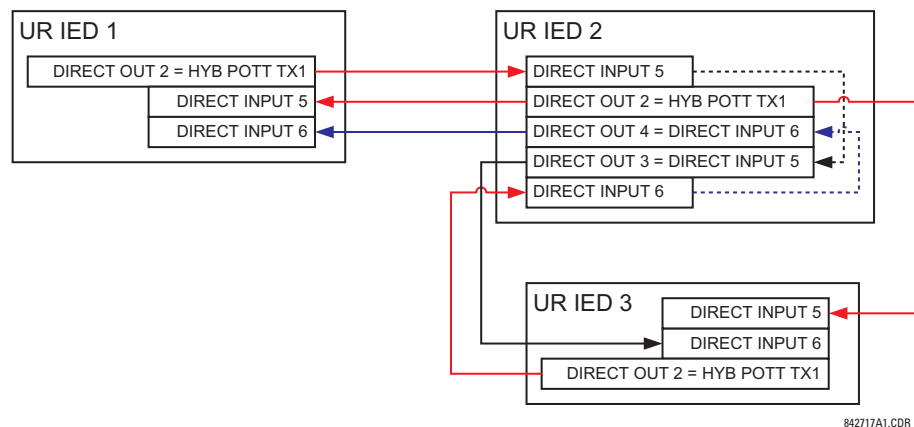 UR IED 1
DIRECT OUT 2 = HYB POTT TX1
DIRECT INPUT 5
DIRECT INPUT 6
UR IED 2
DIRECT INPUT 5
DIRECT OUT 2 = HYB POTT TX1
DIRECT OUT 4 = DIRECT INPUT 6
DIRECT OUT 3 = DIRECT INPUT 5
DIRECT INPUT 6
UR IED 3
DIRECT INPUT 5
DIRECT INPUT 6
DIRECT OUT 2 = HYB POTT TX1
842717A1.CDR